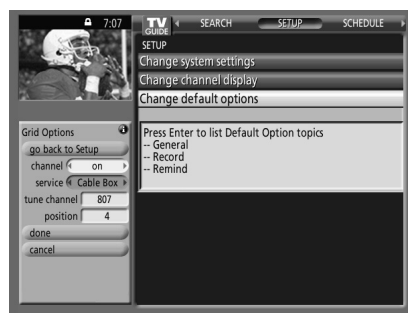 7:07
TV GUIDE SEARCH SETUP SCHEDULE
SETUP
Change system settings
Change channel display
Change default options
Press Enter to list Default Option topics
-- General
-- Record
-- Remind
Grid Options
go back to Setup
channel on
service Cable Box
tune channel 807
position 4
done
cancel